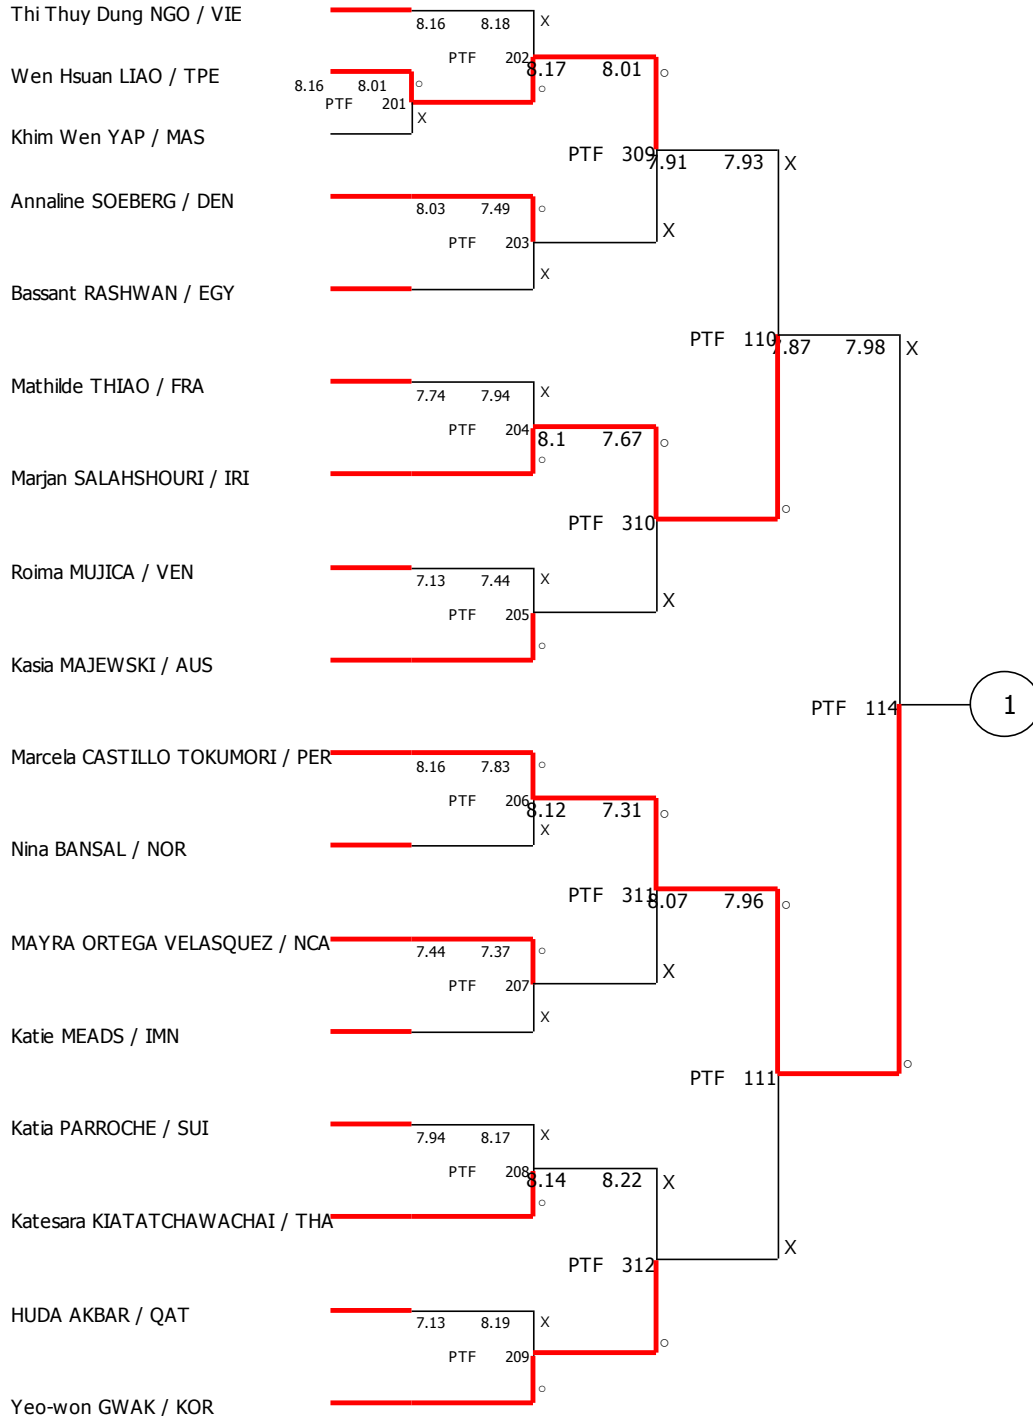 Thi Thuy Dung NGO / VIE
8.16 8.18 X
PTF 202
8.17 8.01 ○
Wen Hsuan LIAO / TPE
8.16 8.01 ○
○
PTF 201
X
Khim Wen YAP / MAS
PTF 309
7.91 7.93 X
Annaline SOEBERG / DEN
8.03 7.49 ○
X
PTF 203
X
Bassant RASHWAN / EGY
PTF 110
7.87 7.98 X
Mathilde THIAO / FRA
7.74 7.94 X
PTF 204
8.1 7.67 ○
○
Marjan SALAHSHOURI / IRI
○
PTF 310
Roima MUJICA / VEN
7.13 7.44 X
X
PTF 205
○
Kasia MAJEWSKI / AUS
PTF 114
1
Marcela CASTILLO TOKUMORI / PER
8.16 7.83 ○
PTF 206
8.12 7.31 ○
X
Nina BANSAL / NOR
PTF 311
8.07 7.96 ○
MAYRA ORTEGA VELASQUEZ / NCA
7.44 7.37 ○
X
PTF 207
X
Katie MEADS / IMN
○
PTF 111
Katia PARROCHE / SUI
7.94 8.17 X
PTF 208
8.14 8.22 X
○
Katesara KIATATCHAWACHAI / THA
X
PTF 312
HUDA AKBAR / QAT
7.13 8.19 X
○
PTF 209
○
Yeo-won GWAK / KOR